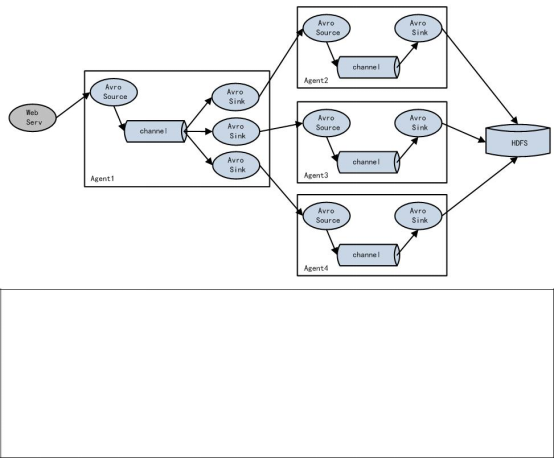 Web
Serv
Avro
Source
channel
Avro
Sink
Avro
Sink
Avro
Sink
Agent1
Avro
Source
channel
Avro
Sink
Agent2
Avro
Source
channel
Avro
Sink
Agent3
Avro
Source
channel
Avro
Sink
Agent4
HDFS